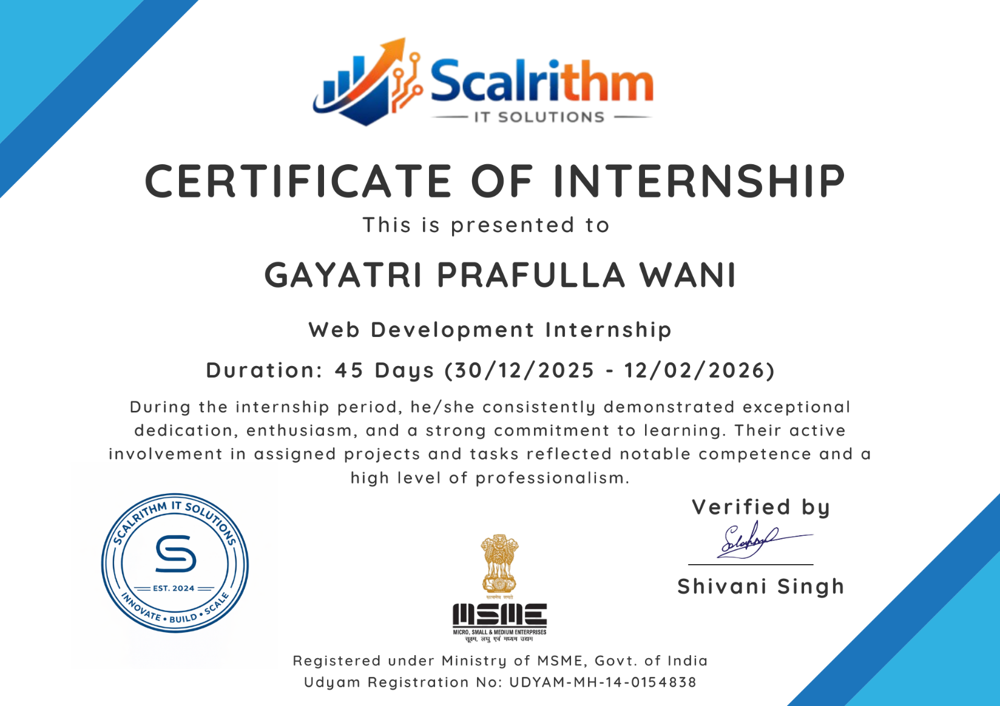 Scalrithm
IT SOLUTIONS
CERTIFICATE OF INTERNSHIP
This is presented to
GAYATRI PRAFULLA WANI
Web Development Internship
Duration: 45 Days (30/12/2025 - 12/02/2026)
During the internship period, he/she consistently demonstrated exceptional
dedication, enthusiasm, and a strong commitment to learning. Their active
involvement in assigned projects and tasks reflected notable competence and a
high level of professionalism.
SCALRITHM IT SOLUTIONS
S
EST. 2024
INNOVATE • BUILD • SCALE
सत्यमेव जयते
MSME
MICRO, SMALL & MEDIUM ENTERPRISES
सूक्ष्म, लघु एवं मध्यम उद्यम
Verified by
Shivani Singh
Registered under Ministry of MSME, Govt. of India
Udyam Registration No: UDYAM-MH-14-0154838